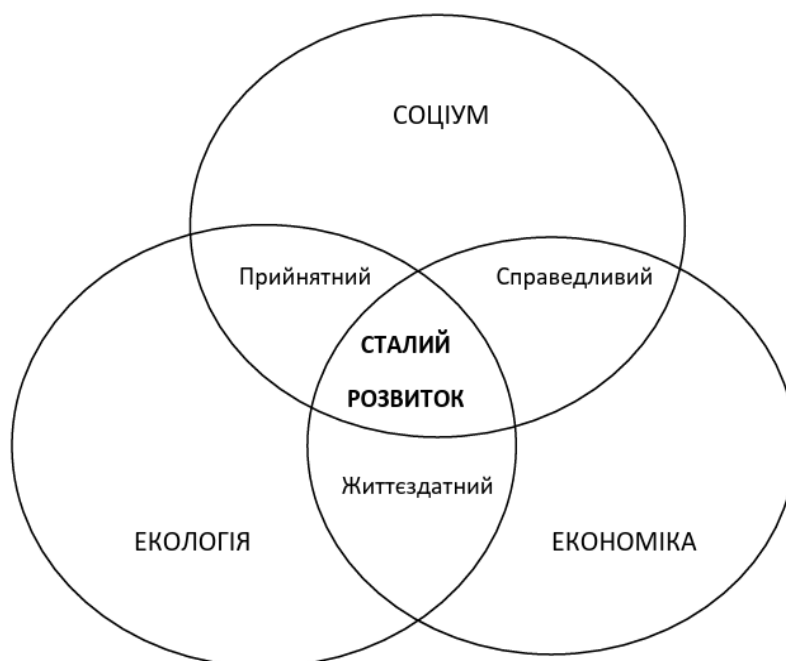 СОЦІУМ
Прийнятний
Справедливий
СТАЛИЙ
РОЗВИТОК
Життєздатний
ЕКОЛОГІЯ
ЕКОНОМІКА